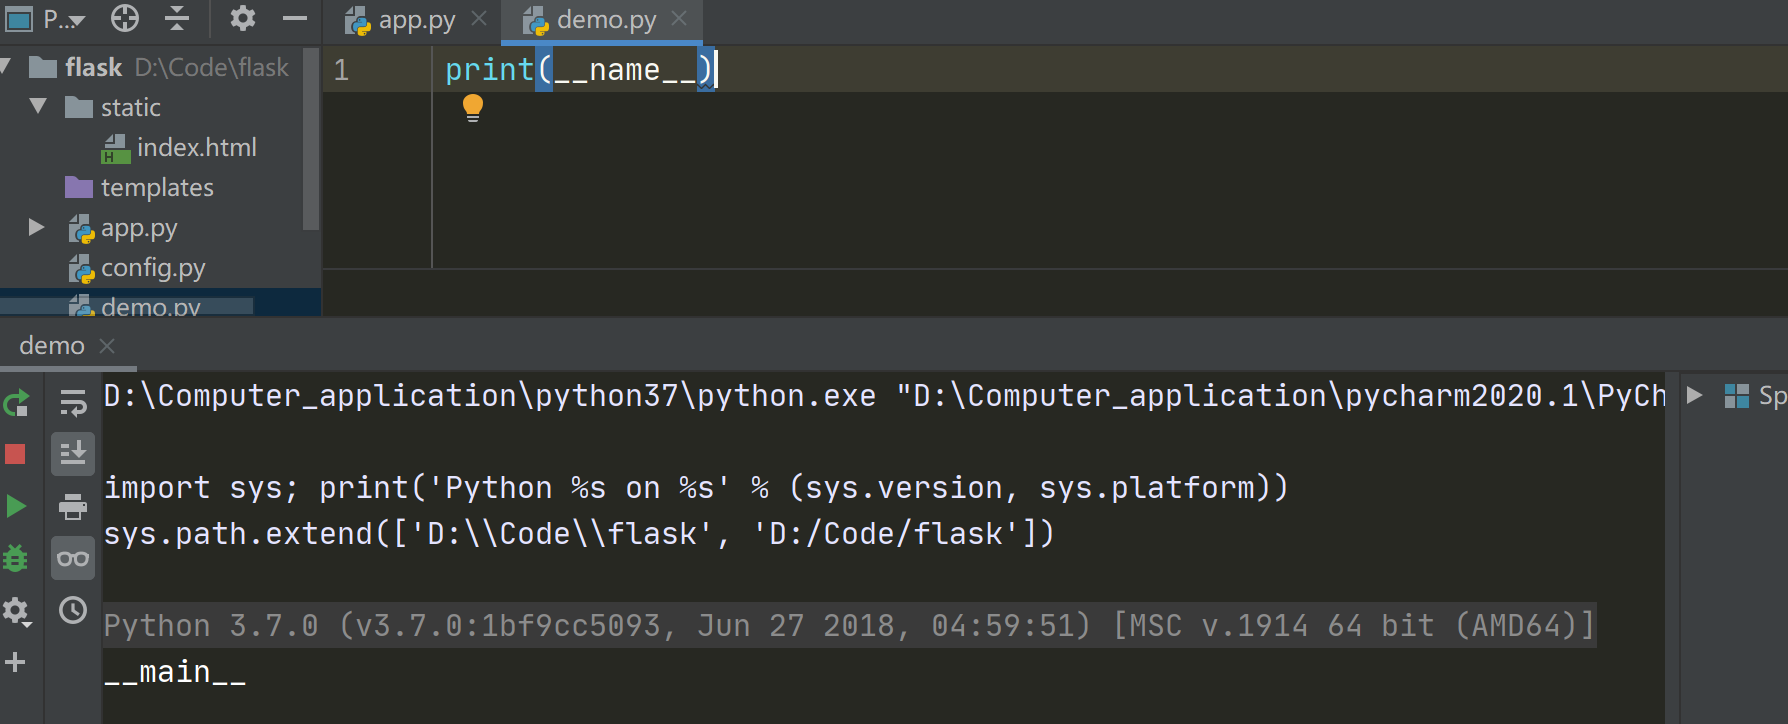 P...
app.py
demo.py
flask D:\Code\flask
static
index.html
templates
app.py
config.py
demo.py
1 print(__name__)
demo
D:\Computer_application\python37\python.exe "D:\Computer_application\pycharm2020.1\PyCh
import sys; print('Python %s on %s' % (sys.version, sys.platform))
sys.path.extend(['D:\\Code\\flask', 'D:/Code/flask'])
Python 3.7.0 (v3.7.0:1bf9cc5093, Jun 27 2018, 04:59:51) [MSC v.1914 64 bit (AMD64)]
__main__
Sp